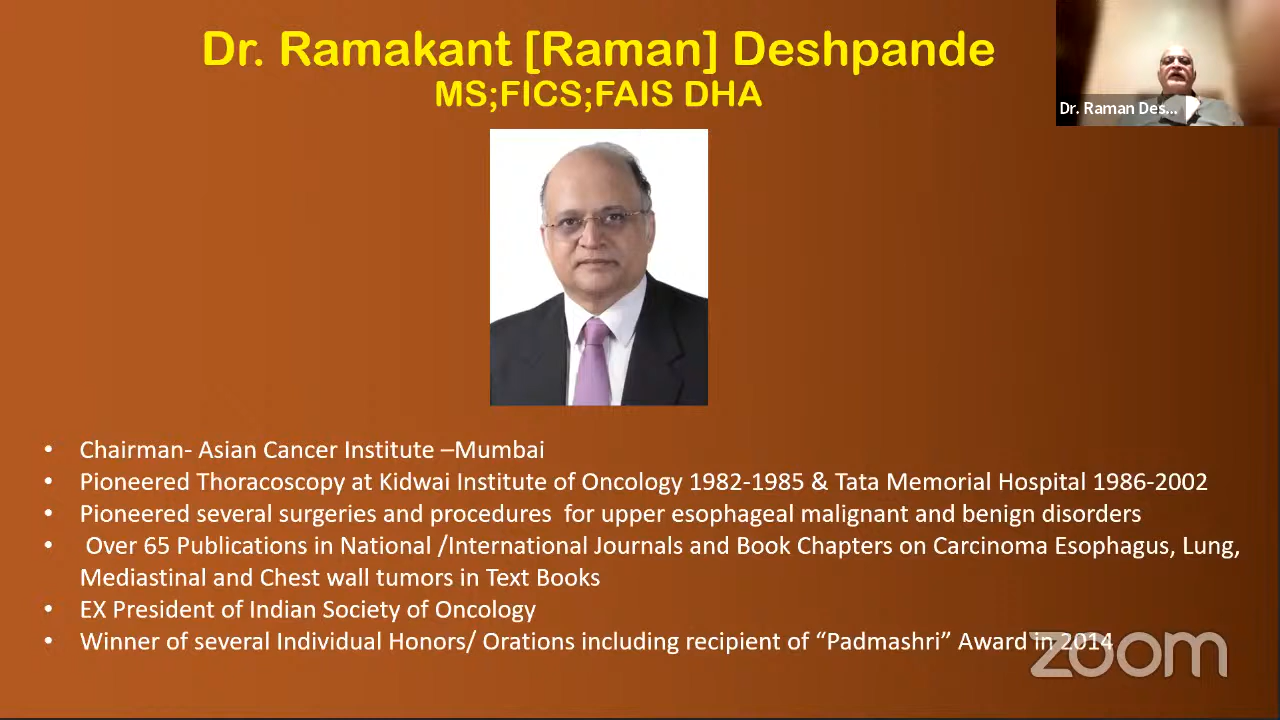 Dr. Ramakant [Raman] Deshpande
MS;FICS;FAIS DHA
Dr. Raman Des...
• Chairman- Asian Cancer Institute –Mumbai
• Pioneered Thoracoscopy at Kidwai Institute of Oncology 1982-1985 & Tata Memorial Hospital 1986-2002
• Pioneered several surgeries and procedures for upper esophageal malignant and benign disorders
• Over 65 Publications in National /International Journals and Book Chapters on Carcinoma Esophagus, Lung,
Mediastinal and Chest wall tumors in Text Books
• EX President of Indian Society of Oncology
• Winner of several Individual Honors/ Orations including recipient of “Padmashri” Award in 2014
zoom